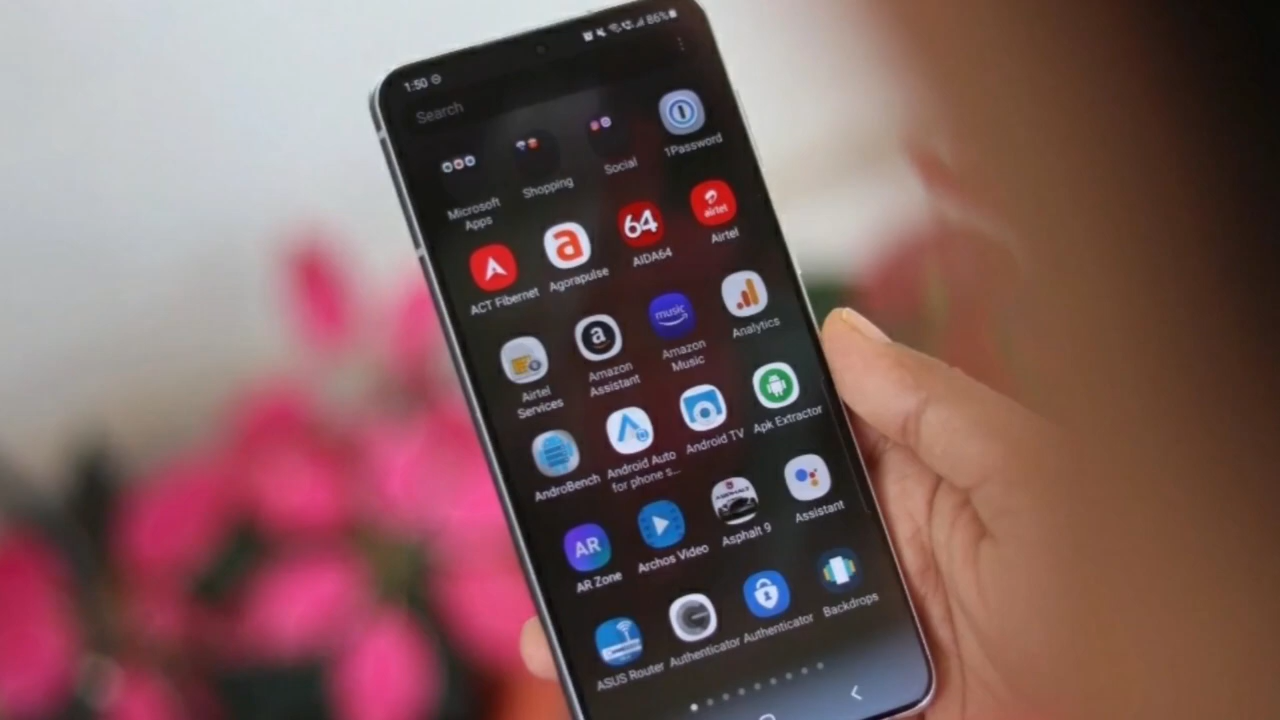 1:50 86%
Search
Microsoft
Apps
Shopping
Social
1Password
ACT Fibernet
a
Agorapulse
64
AIDA64
airtel
Airtel
Airtel
Services
a
Amazon
Assistant
music
Amazon
Music
Analytics
AndroBench
Android Auto
for phone s...
Android TV
Apk Extractor
AR
AR Zone
Archos Video
ASPHALT
Asphalt 9
Assistant
ASUS Router
Authenticator
Authenticator
Backdrops